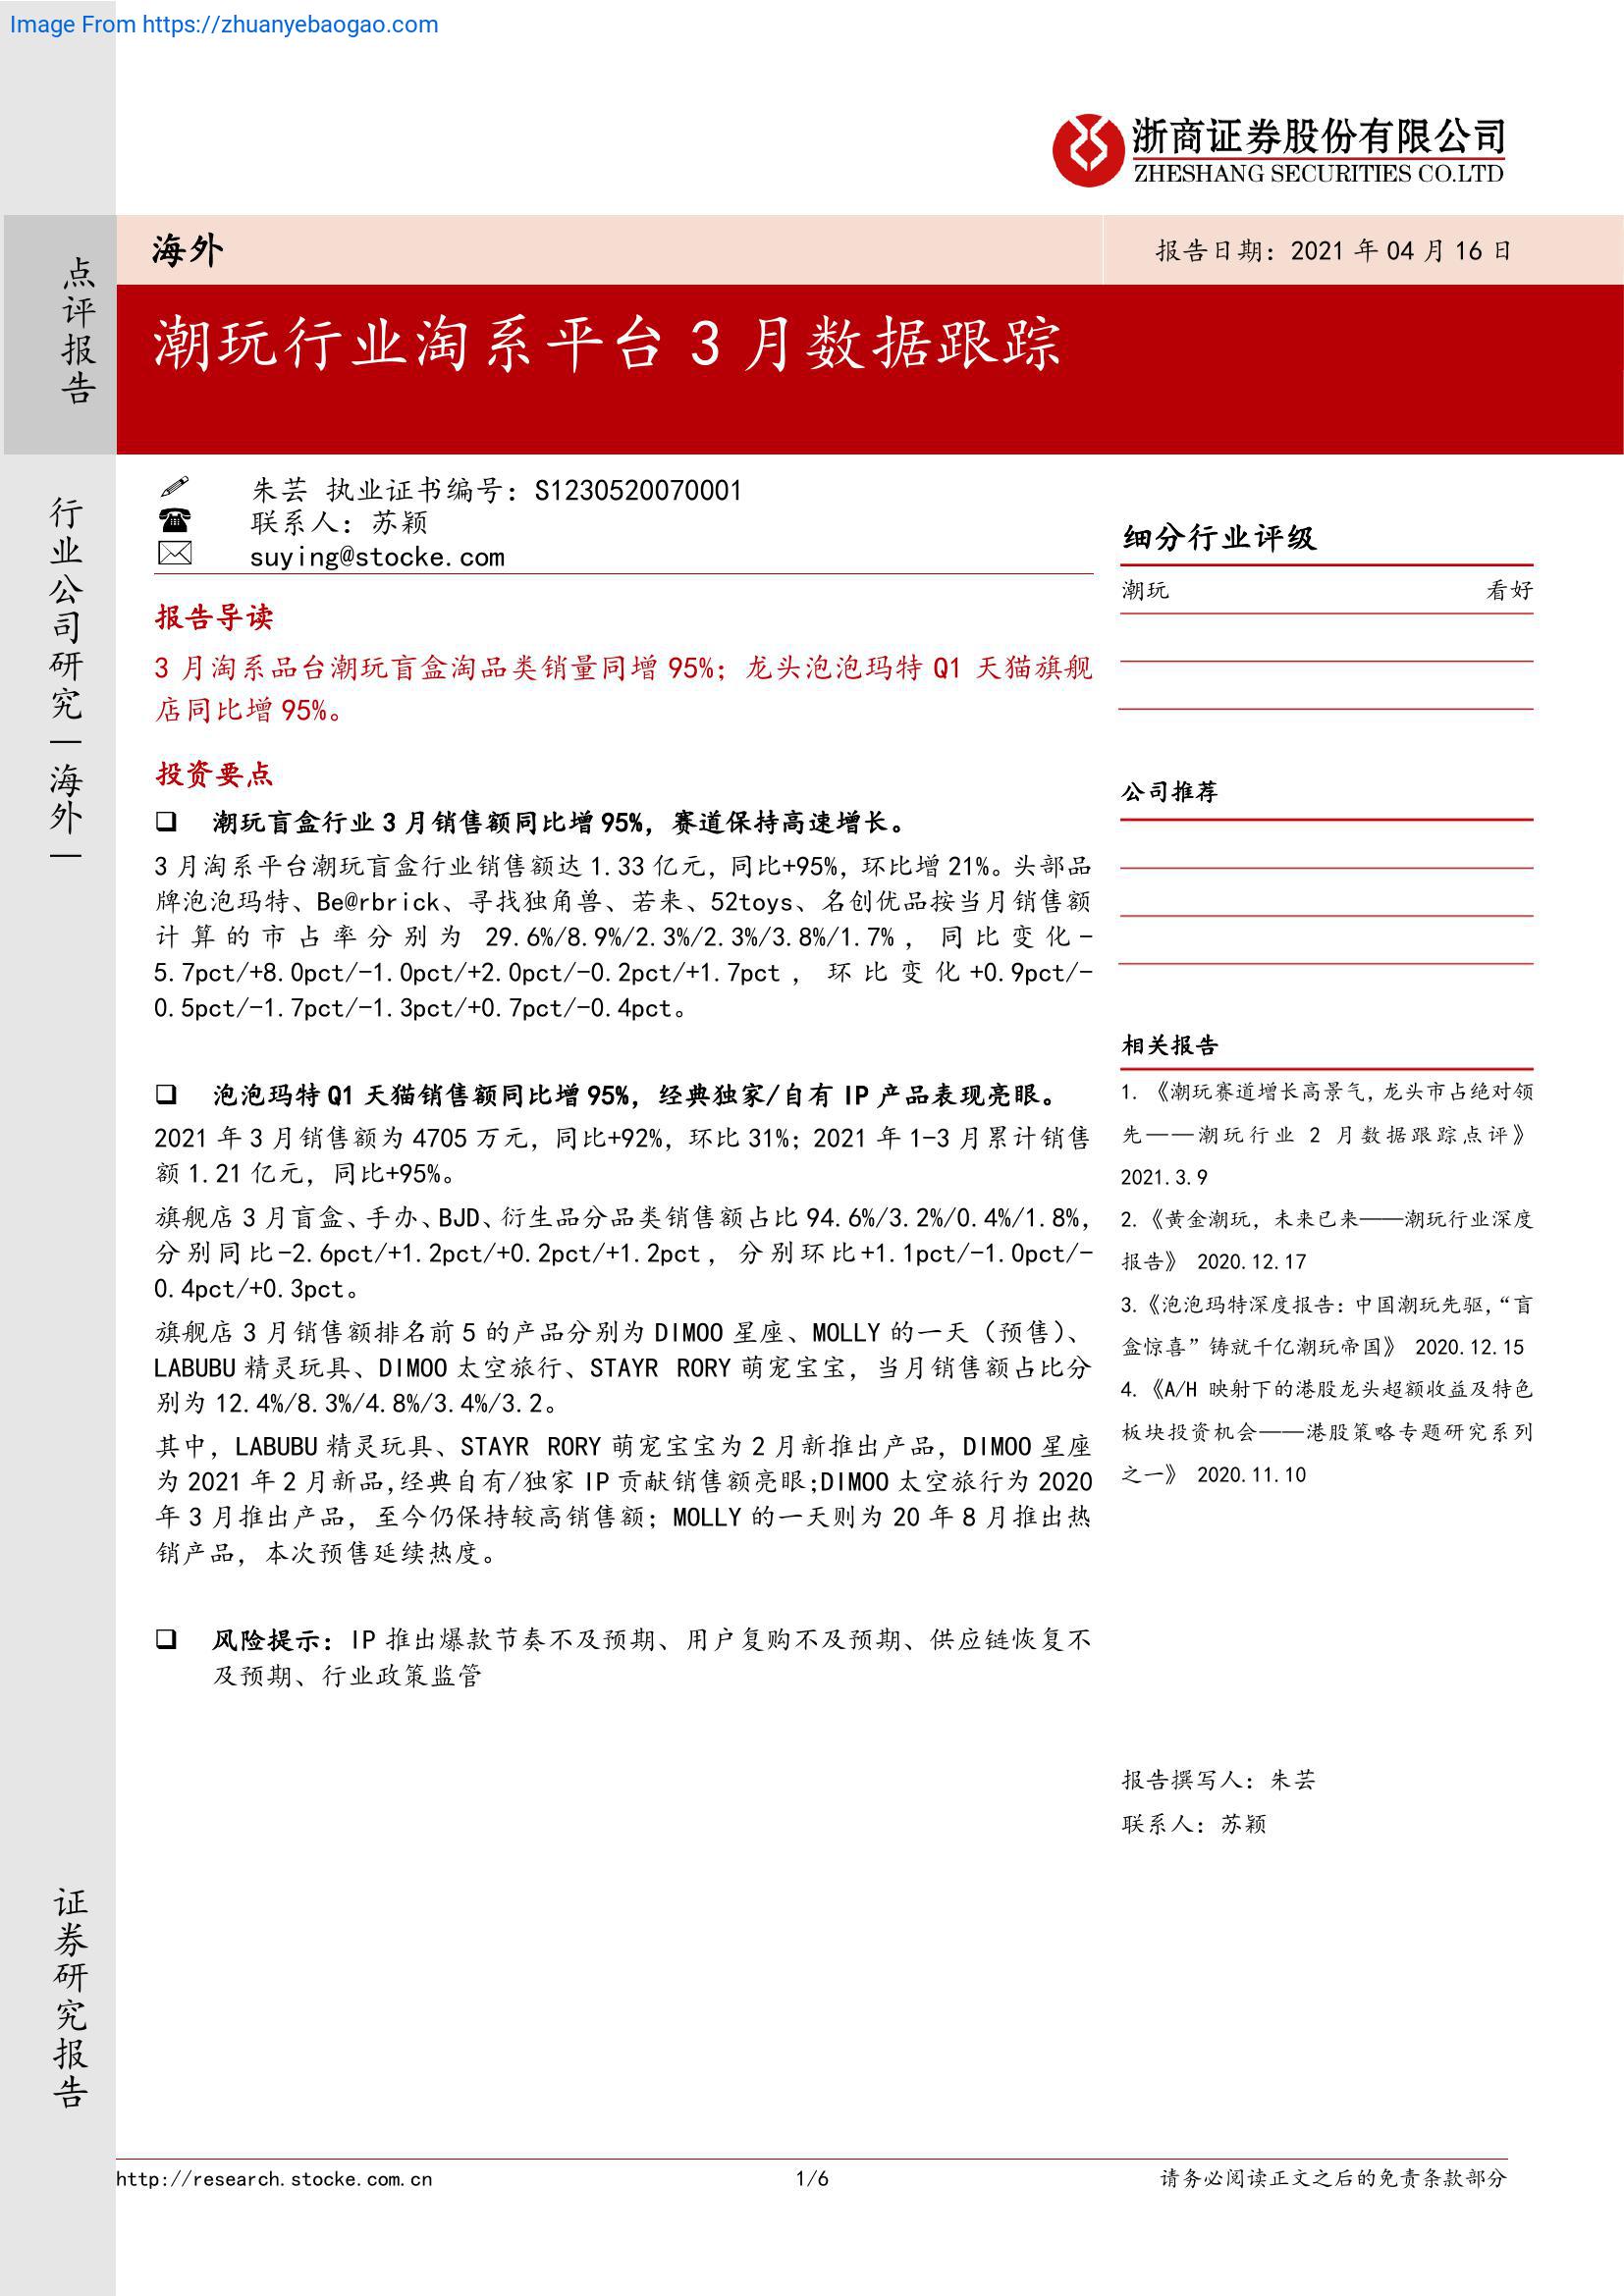 Image From https://zhuanyebaogao.com
浙商证券股份有限公司
ZHESHANG SECURITIES CO.LTD
点评报告
海外
报告日期：2021 年 04 月 16 日
潮玩行业淘系平台 3 月数据跟踪
行业公司研究—海外—
朱芸 执业证书编号：S1230520070001
联系人：苏颖
suying@stocke.com
报告导读
3 月淘系品台潮玩盲盒淘品类销量同增 95%；龙头泡泡玛特 Q1 天猫旗舰
店同比增 95%。
投资要点
❑ 潮玩盲盒行业 3 月销售额同比增 95%，赛道保持高速增长。
3 月淘系平台潮玩盲盒行业销售额达 1.33 亿元，同比+95%，环比增 21%。头部品
牌泡泡玛特、Be@rbrick、寻找独角兽、若来、52toys、名创优品按当月销售额
计算的市占率分别为 29.6%/8.9%/2.3%/2.3%/3.8%/1.7%，同比变化-
5.7pct/+8.0pct/-1.0pct/+2.0pct/-0.2pct/+1.7pct，环比变化+0.9pct/-
0.5pct/-1.7pct/-1.3pct/+0.7pct/-0.4pct。
❑ 泡泡玛特 Q1 天猫销售额同比增 95%，经典独家/自有 IP 产品表现亮眼。
2021 年 3 月销售额为 4705 万元，同比+92%，环比 31%；2021 年 1-3 月累计销售
额 1.21 亿元，同比+95%。
旗舰店 3 月盲盒、手办、BJD、衍生品分品类销售额占比 94.6%/3.2%/0.4%/1.8%，
分别同比-2.6pct/+1.2pct/+0.2pct/+1.2pct，分别环比+1.1pct/-1.0pct/-
0.4pct/+0.3pct。
旗舰店 3 月销售额排名前 5 的产品分别为 DIMOO 星座、MOLLY 的一天（预售）、
LABUBU 精灵玩具、DIMOO 太空旅行、STAYR RORY 萌宠宝宝，当月销售额占比分
别为 12.4%/8.3%/4.8%/3.4%/3.2。
其中，LABUBU 精灵玩具、STAYR RORY 萌宠宝宝为 2 月新推出产品，DIMOO 星座
为 2021 年 2 月新品,经典自有/独家 IP 贡献销售额亮眼;DIMOO 太空旅行为 2020
年 3 月推出产品，至今仍保持较高销售额；MOLLY 的一天则为 20 年 8 月推出热
销产品，本次预售延续热度。
❑ 风险提示：IP 推出爆款节奏不及预期、用户复购不及预期、供应链恢复不
及预期、行业政策监管
细分行业评级
潮玩 看好
公司推荐
相关报告
1. 《潮玩赛道增长高景气，龙头市占绝对领
先——潮玩行业 2 月数据跟踪点评》
2021.3.9
2.《黄金潮玩，未来已来——潮玩行业深度
报告》 2020.12.17
3.《泡泡玛特深度报告：中国潮玩先驱，“盲
盒惊喜”铸就千亿潮玩帝国》 2020.12.15
4.《A/H 映射下的港股龙头超额收益及特色
板块投资机会——港股策略专题研究系列
之一》 2020.11.10
报告撰写人：朱芸
联系人：苏颖
证券研究报告
http://research.stocke.com.cn
1/6
请务必阅读正文之后的免责条款部分